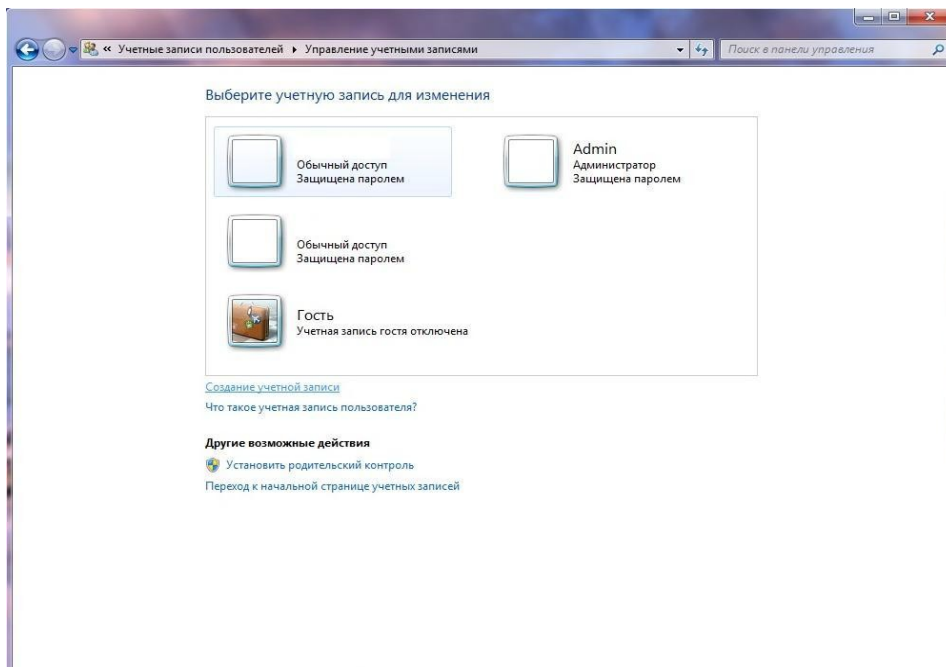 « Учетные записи пользователей ▸ Управление учетными записями
Поиск в панели управления
Выберите учетную запись для изменения
Обычный доступ
Защищена паролем
Admin
Администратор
Защищена паролем
Обычный доступ
Защищена паролем
Гость
Учетная запись гостя отключена
Создание учетной записи
Что такое учетная запись пользователя?
Другие возможные действия
Установить родительский контроль
Переход к начальной странице учетных записей